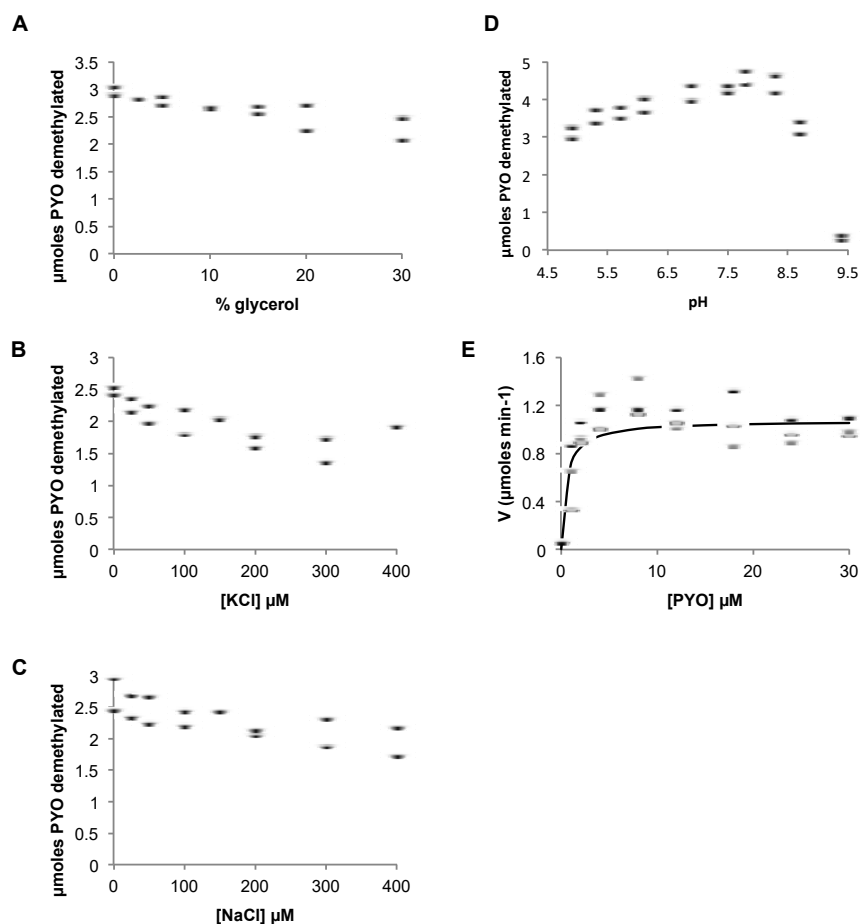 A
µmoles PYO demethylated
3.5
3
2.5
2
1.5
1
0.5
0
0 10 20 30
% glycerol
B
µmoles PYO demethylated
3
2.5
2
1.5
1
0.5
0
0 100 200 300 400
[KCl] µM
C
µmoles PYO demethylated
3
2.5
2
1.5
1
0.5
0
0 100 200 300 400
[NaCl] µM
D
µmoles PYO demethylated
5
4
3
2
1
0
4.5 5.5 6.5 7.5 8.5 9.5
pH
E
V (µmoles min-1)
1.6
1.2
0.8
0.4
0
0 10 20 30
[PYO] µM